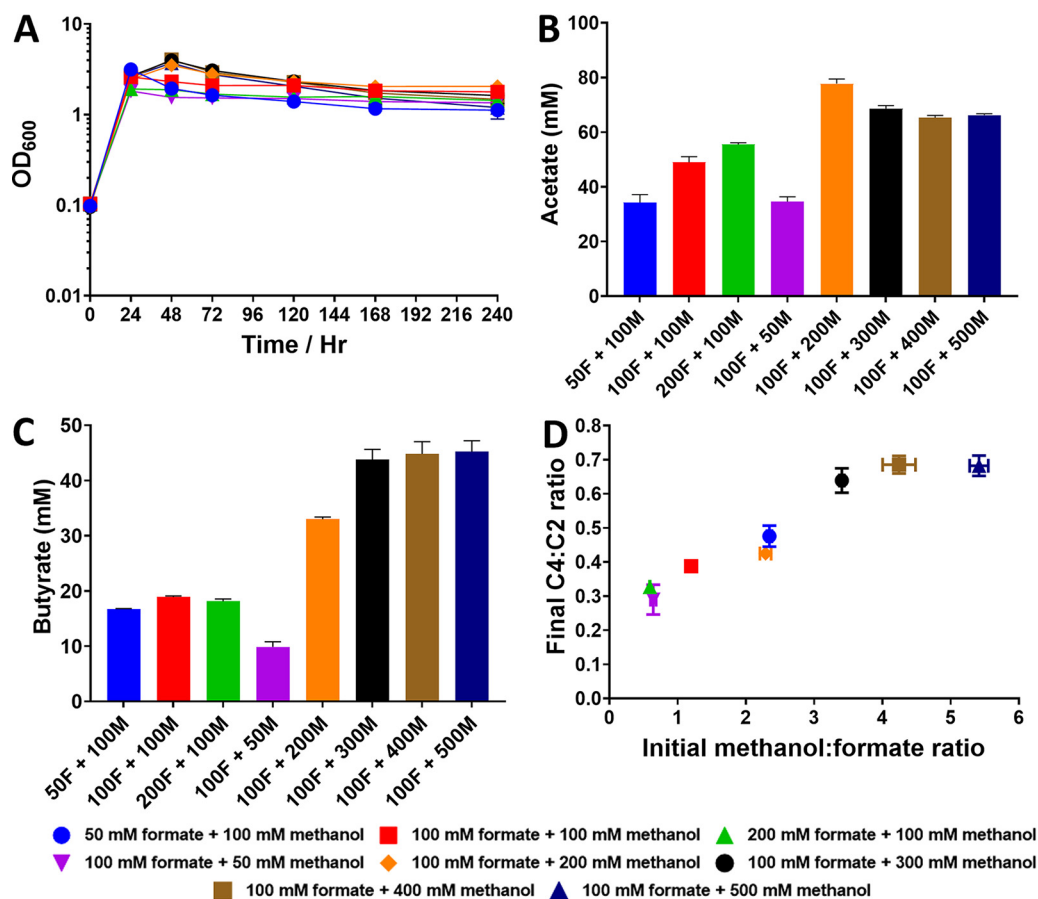 A
10
1
0.1
0.01
OD600
0 24 48 72 96 120 144 168 192 216 240
Time / Hr
B
100
80
60
40
20
0
Acetate (mM)
50F + 100M
100F + 100M
200F + 100M
100F + 50M
100F + 200M
100F + 300M
100F + 400M
100F + 500M
C
50
40
30
20
10
0
Butyrate (mM)
50F + 100M
100F + 100M
200F + 100M
100F + 50M
100F + 200M
100F + 300M
100F + 400M
100F + 500M
D
0.8
0.7
0.6
0.5
0.4
0.3
0.2
0.1
0.0
Final C4:C2 ratio
0 1 2 3 4 5 6
Initial methanol:formate ratio
50 mM formate + 100 mM methanol
100 mM formate + 100 mM methanol
200 mM formate + 100 mM methanol
100 mM formate + 50 mM methanol
100 mM formate + 200 mM methanol
100 mM formate + 300 mM methanol
100 mM formate + 400 mM methanol
100 mM formate + 500 mM methanol